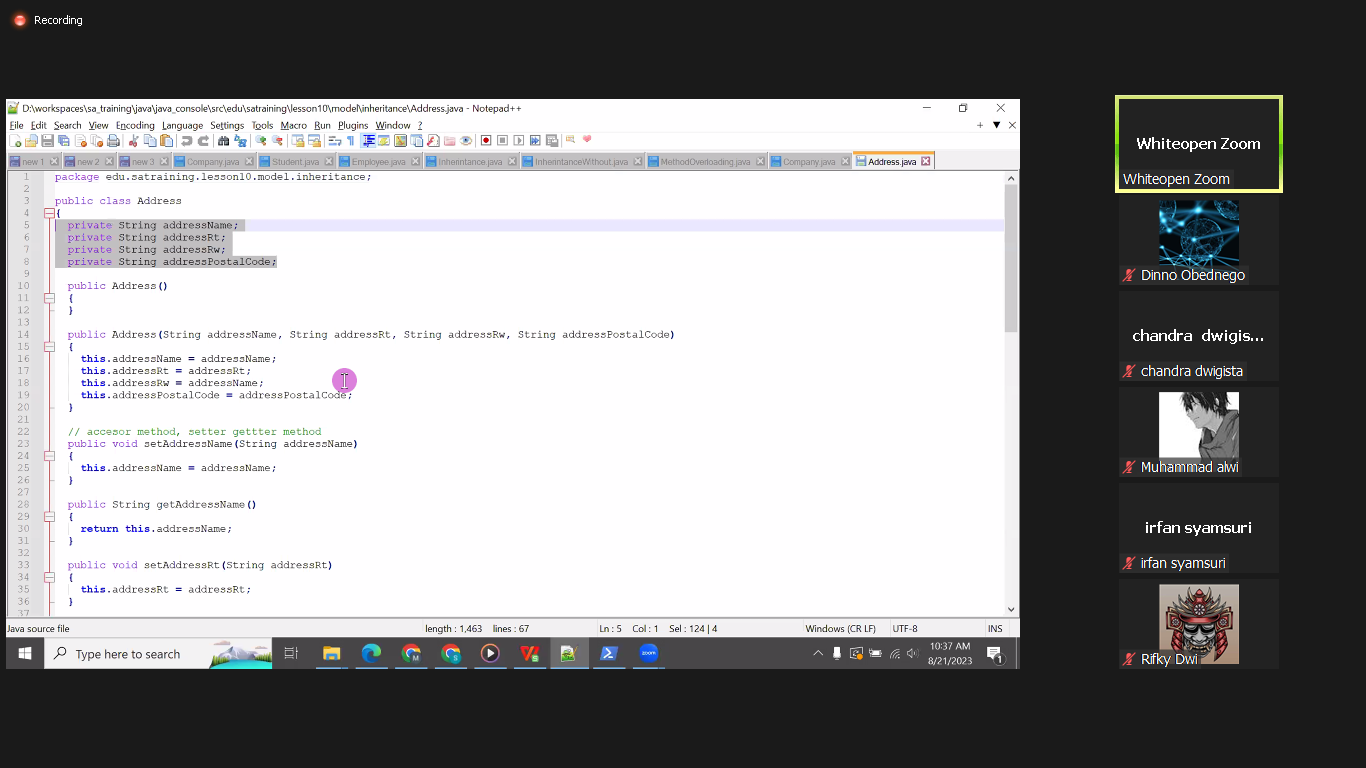 Recording
D:\workspaces\sa_training\java\java_console\src\edu\satraining\lesson10\model\inheritance\Address.java - Notepad++
File Edit Search View Encoding Language Settings Tools Macro Run Plugins Window ?
new 1 new 2 new 3 Company.java Student.java Employee.java Inherintance.java InherintanceWithout.java MethodOverloading.java Company.java Address.java
1 package edu.satraining.lesson10.model.inheritance;
2
3 public class Address
4 {
5 private String addressName;
6 private String addressRt;
7 private String addressRw;
8 private String addressPostalCode;
9
10 public Address()
11 {
12 }
13
14 public Address(String addressName, String addressRt, String addressRw, String addressPostalCode)
15 {
16 this.addressName = addressName;
17 this.addressRt = addressRt;
18 this.addressRw = addressName;
19 this.addressPostalCode = addressPostalCode;
20 }
21
22 // accesor method, setter gettter method
23 public void setAddressName(String addressName)
24 {
25 this.addressName = addressName;
26 }
27
28 public String getAddressName()
29 {
30 return this.addressName;
31 }
32
33 public void setAddressRt(String addressRt)
34 {
35 this.addressRt = addressRt;
36 }
37
Java source file length : 1,463 lines : 67 Ln : 5 Col : 1 Sel : 124 | 4 Windows (CR LF) UTF-8 INS
Type here to search
zoom
10:37 AM
8/21/2023
1
Whiteopen Zoom
Whiteopen Zoom
Dinno Obednego
chandra dwigis...
chandra dwigista
Muhammad alwi
irfan syamsuri
irfan syamsuri
Rifky Dwi